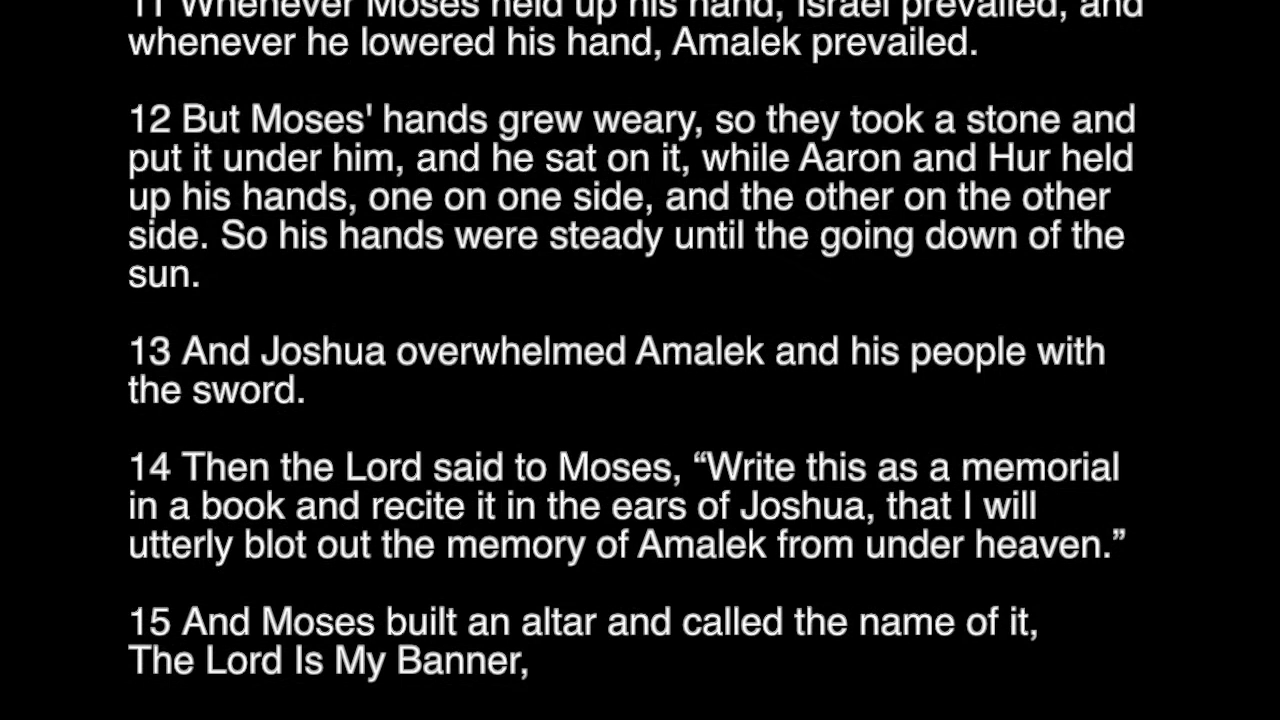 11 Whenever Moses held up his hand, Israel prevailed, and
whenever he lowered his hand, Amalek prevailed.
12 But Moses' hands grew weary, so they took a stone and
put it under him, and he sat on it, while Aaron and Hur held
up his hands, one on one side, and the other on the other
side. So his hands were steady until the going down of the
sun.
13 And Joshua overwhelmed Amalek and his people with
the sword.
14 Then the Lord said to Moses, “Write this as a memorial
in a book and recite it in the ears of Joshua, that I will
utterly blot out the memory of Amalek from under heaven.”
15 And Moses built an altar and called the name of it,
The Lord Is My Banner,